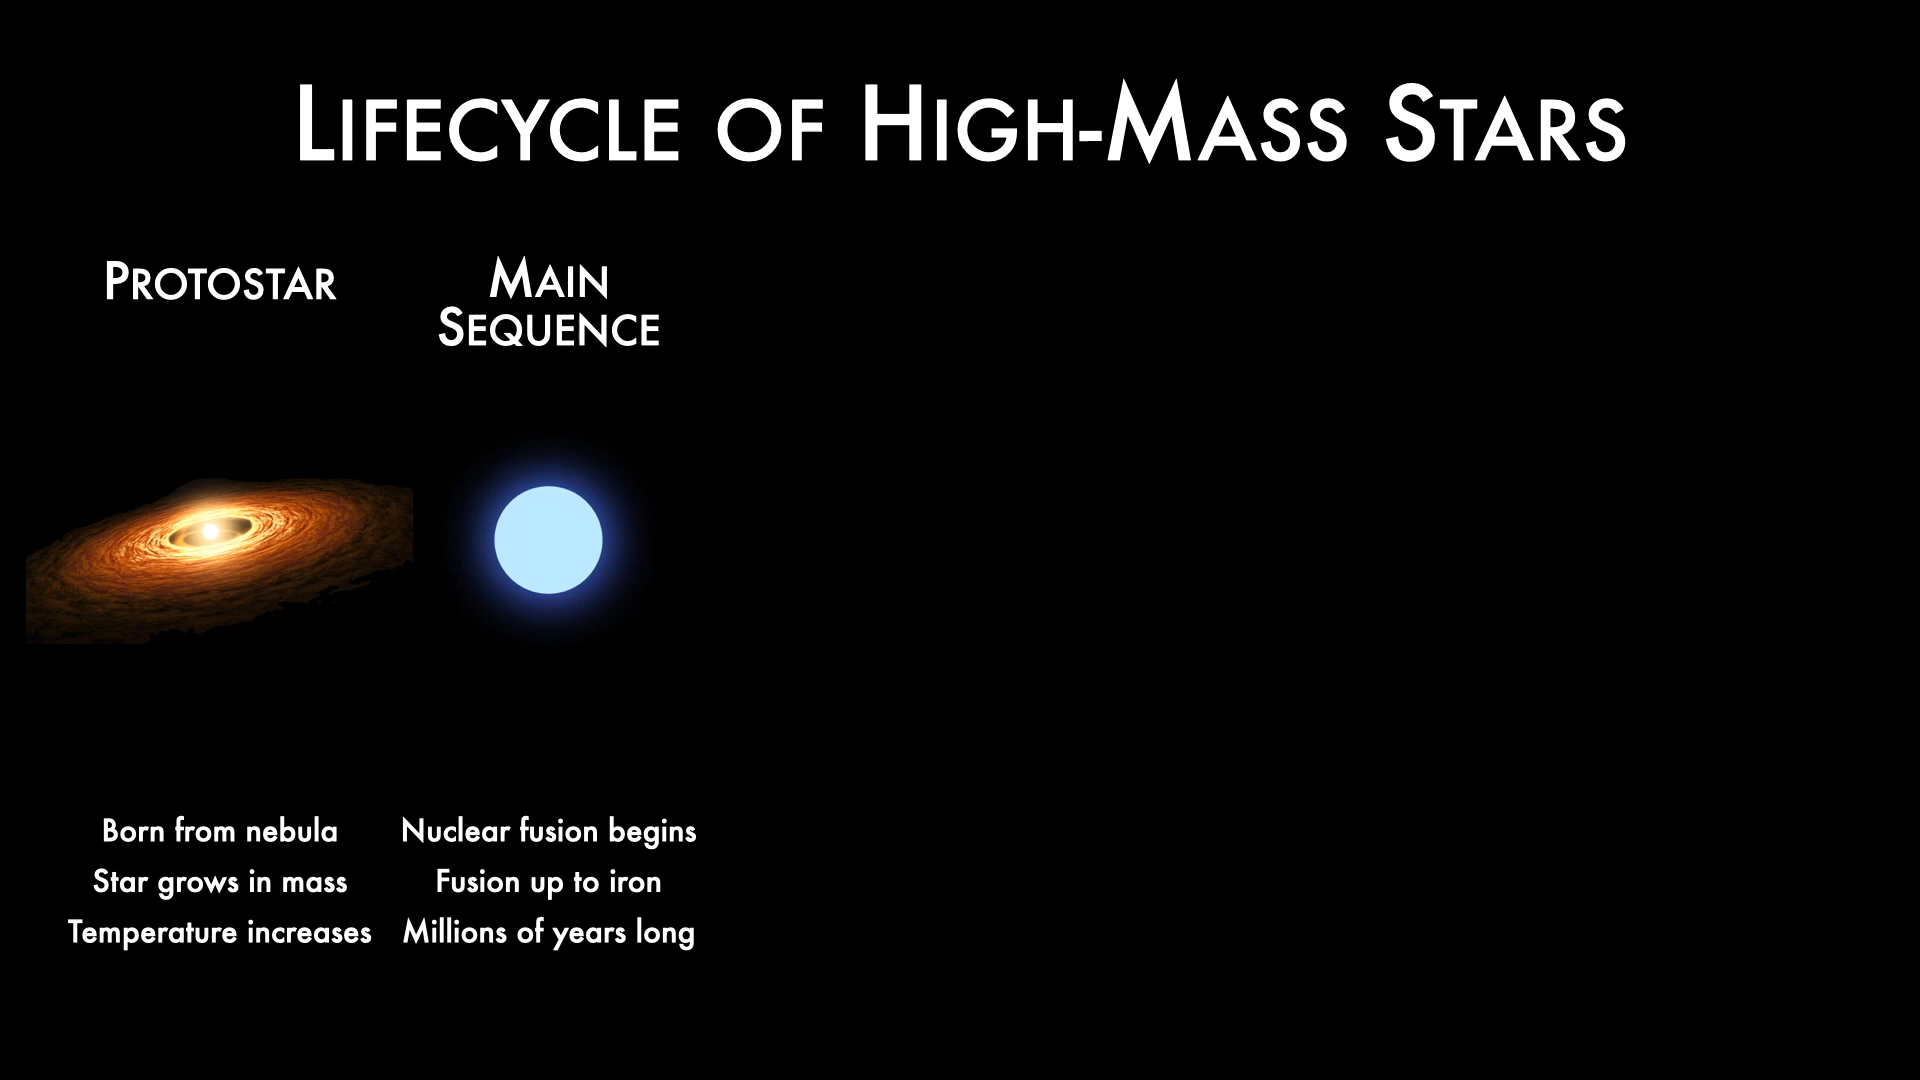 Lifecycle of High-Mass Stars
Protostar
Main
Sequence
Born from nebula
Star grows in mass
Temperature increases
Nuclear fusion begins
Fusion up to iron
Millions of years long